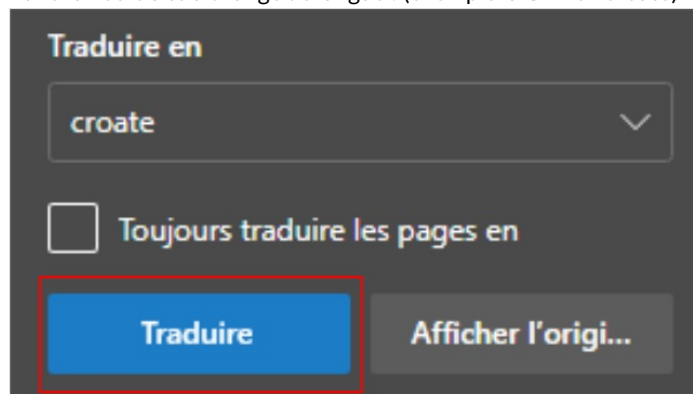 Traduire en
croate
Toujours traduire les pages en
Traduire
Afficher l'origi...